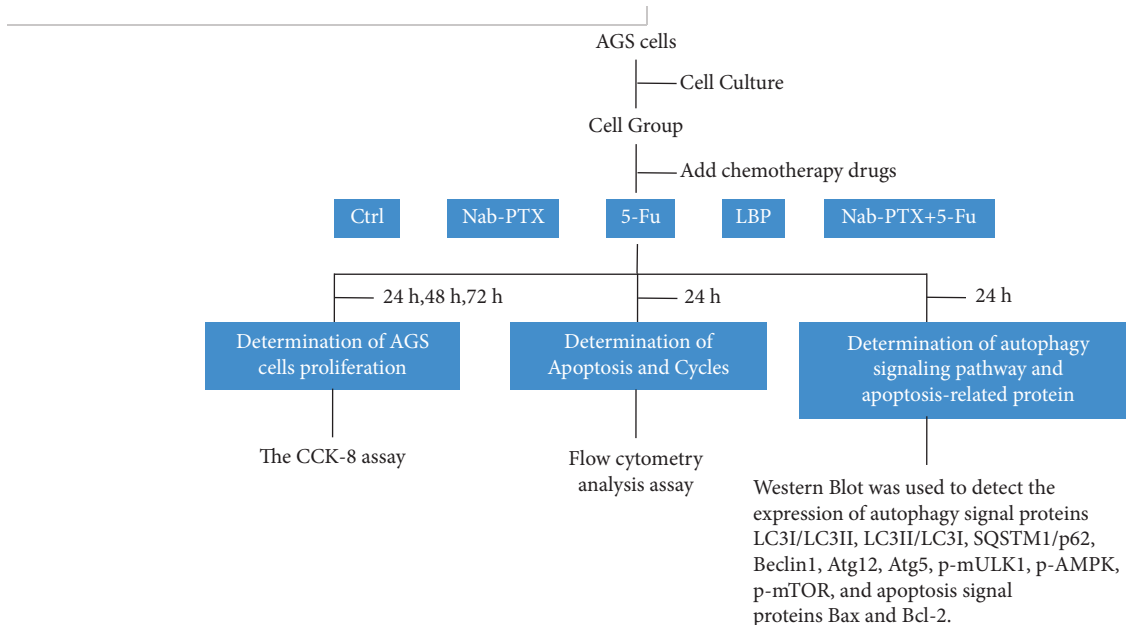 AGS cells
Cell Culture
Cell Group
Add chemotherapy drugs
Ctrl
Nab-PTX
5-Fu
LBP
Nab-PTX+5-Fu
24 h,48 h,72 h
24 h
24 h
Determination of AGS
cells proliferation
Determination of
Apoptosis and Cycles
Determination of autophagy
signaling pathway and
apoptosis-related protein
The CCK-8 assay
Flow cytometry
analysis assay
Western Blot was used to detect the
expression of autophagy signal proteins
LC3I/LC3II, LC3II/LC3I, SQSTM1/p62,
Beclin1, Atg12, Atg5, p-mULK1, p-AMPK,
p-mTOR, and apoptosis signal
proteins Bax and Bcl-2.